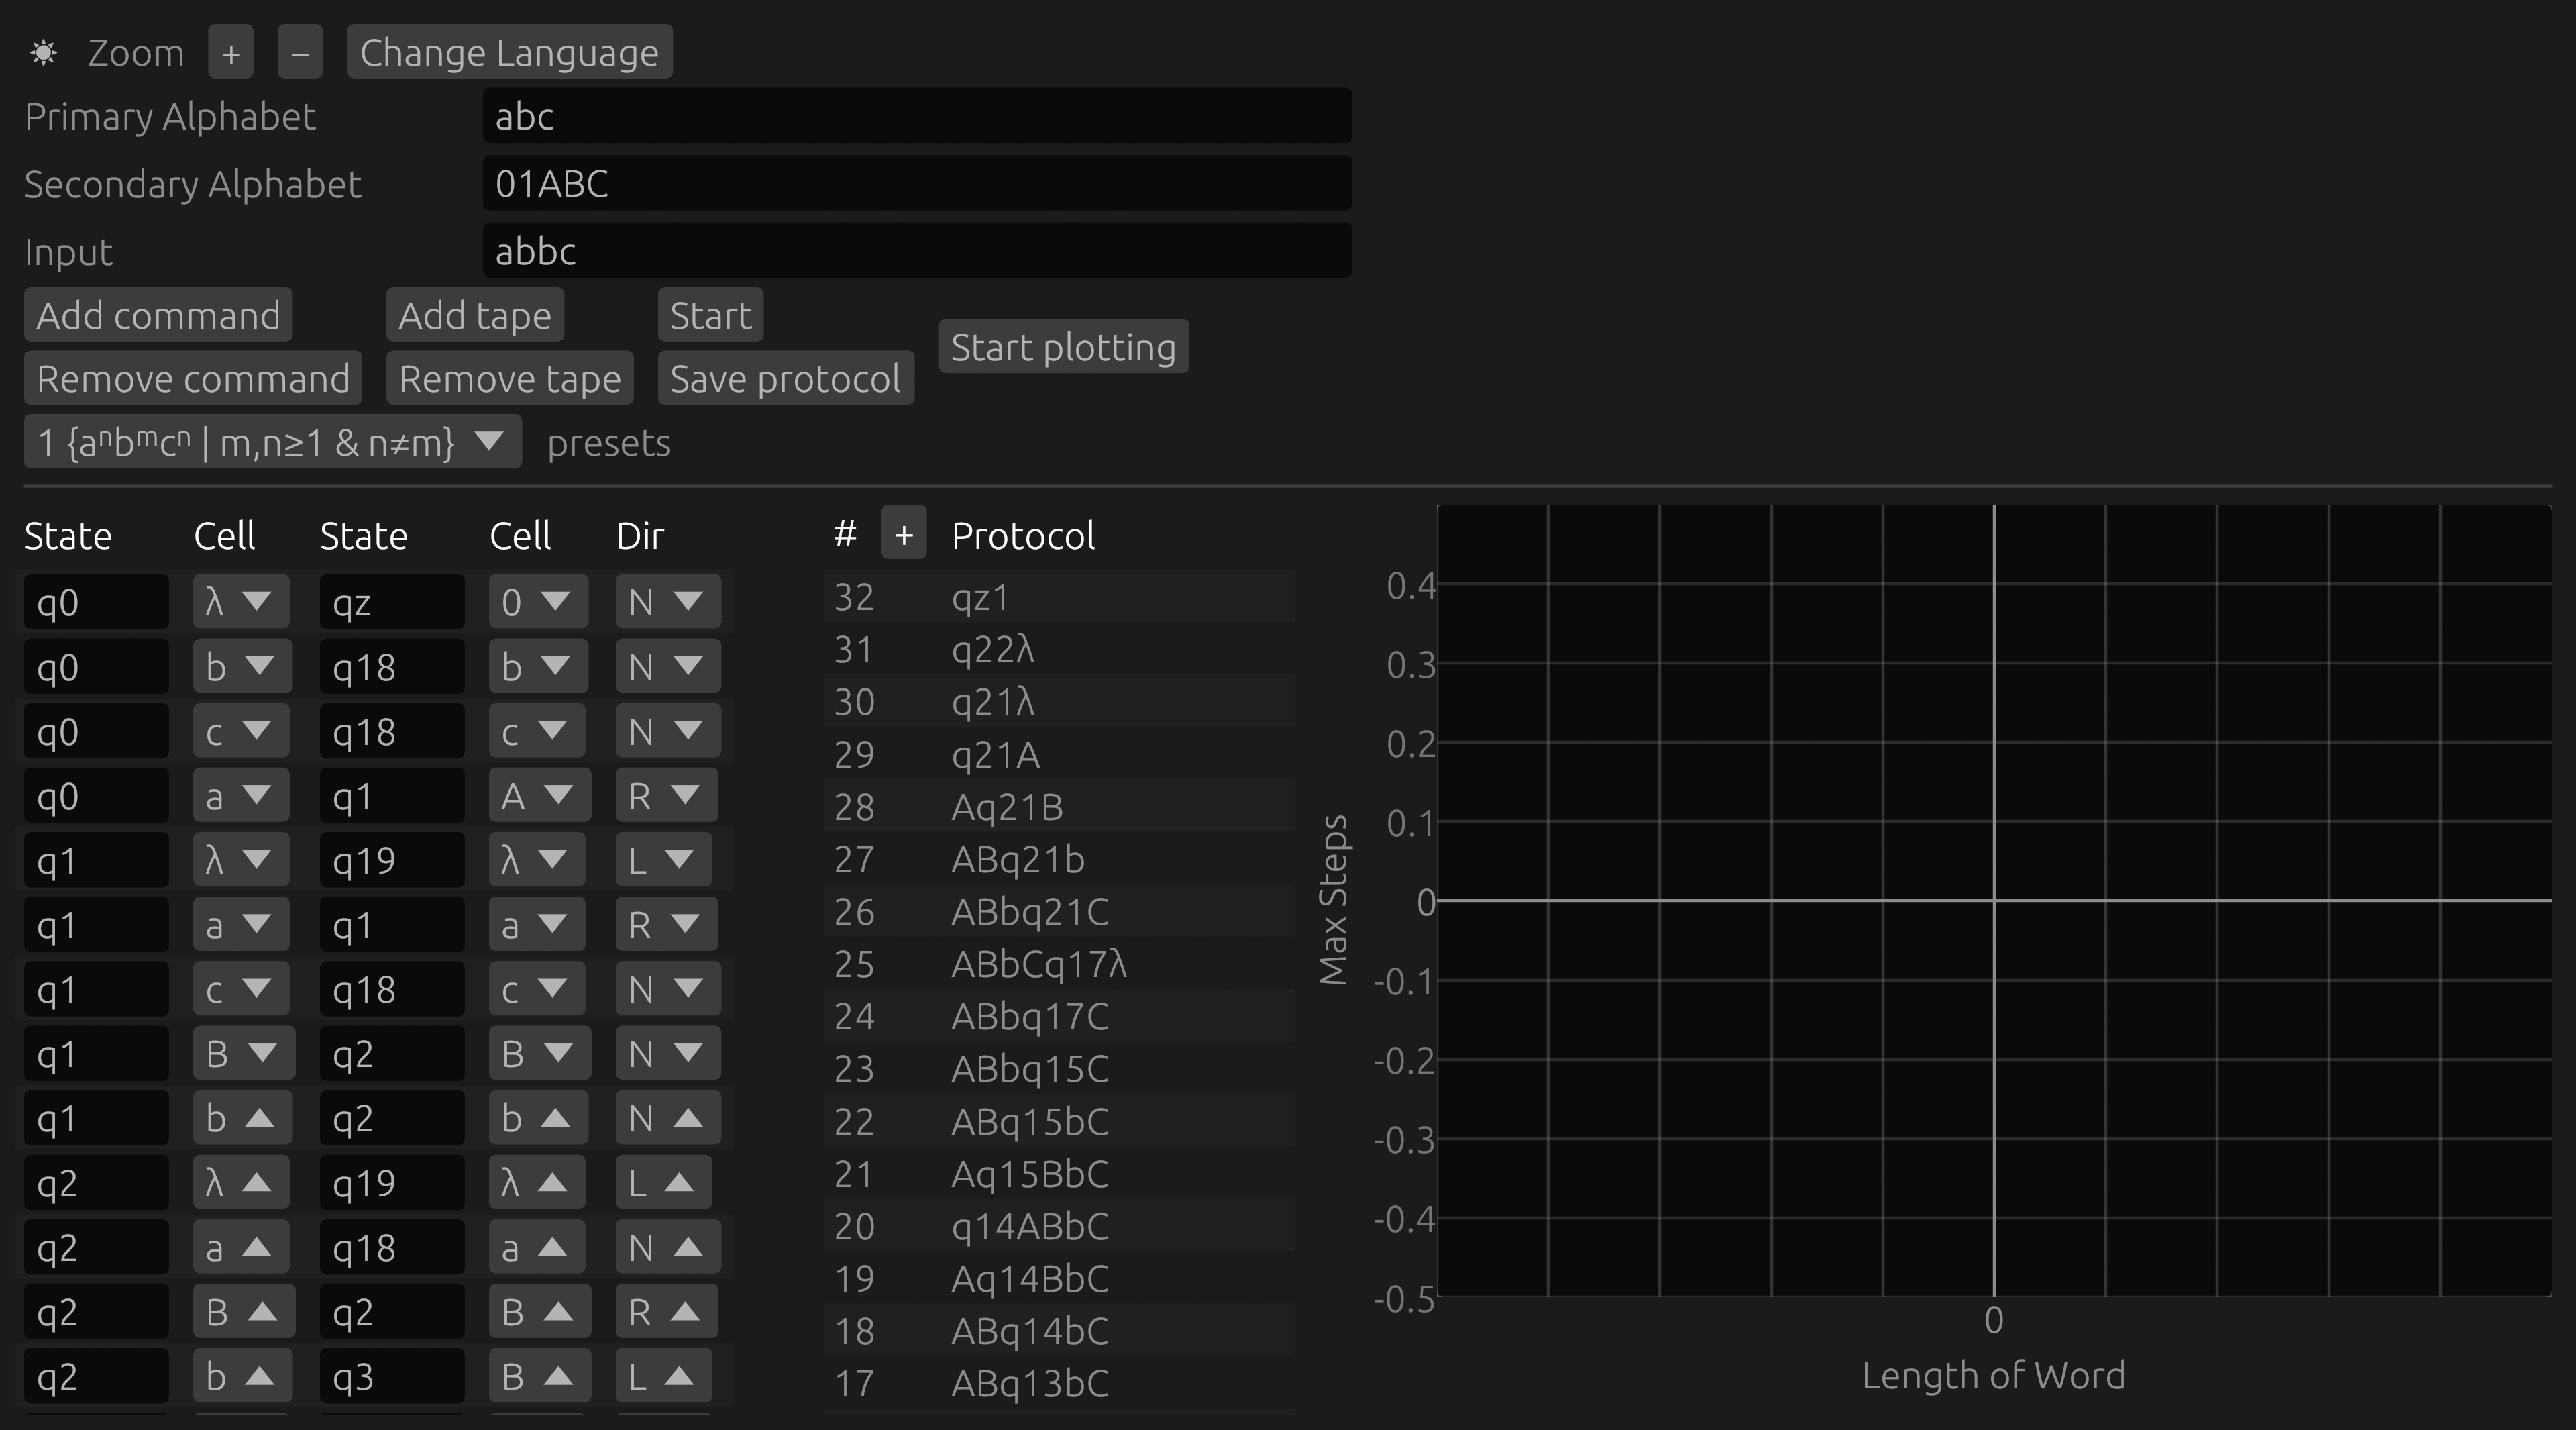 ☀ Zoom + − Change Language
Primary Alphabet abc
Secondary Alphabet 01ABC
Input abbc
Add command Add tape Start
Start plotting
Remove command Remove tape Save protocol
1 {aⁿbᵐcⁿ | m,n≥1 & n≠m} ▼ presets
State Cell State Cell Dir
q0 λ ▼ qz 0 ▼ N ▼
q0 b ▼ q18 b ▼ N ▼
q0 c ▼ q18 c ▼ N ▼
q0 a ▼ q1 A ▼ R ▼
q1 λ ▼ q19 λ ▼ L ▼
q1 a ▼ q1 a ▼ R ▼
q1 c ▼ q18 c ▼ N ▼
q1 B ▼ q2 B ▼ N ▼
q1 b ▲ q2 b ▲ N ▲
q2 λ ▲ q19 λ ▲ L ▲
q2 a ▲ q18 a ▲ N ▲
q2 B ▲ q2 B ▲ R ▲
q2 b ▲ q3 B ▲ L ▲
# + Protocol
32 qz1
31 q22λ
30 q21λ
29 q21A
28 Aq21B
27 ABq21b
26 ABbq21C
25 ABbCq17λ
24 ABbq17C
23 ABbq15C
22 ABq15bC
21 Aq15BbC
20 q14ABbC
19 Aq14BbC
18 ABq14bC
17 ABq13bC
Max Steps
0.4
0.3
0.2
0.1
0
-0.1
-0.2
-0.3
-0.4
-0.5
0
Length of Word